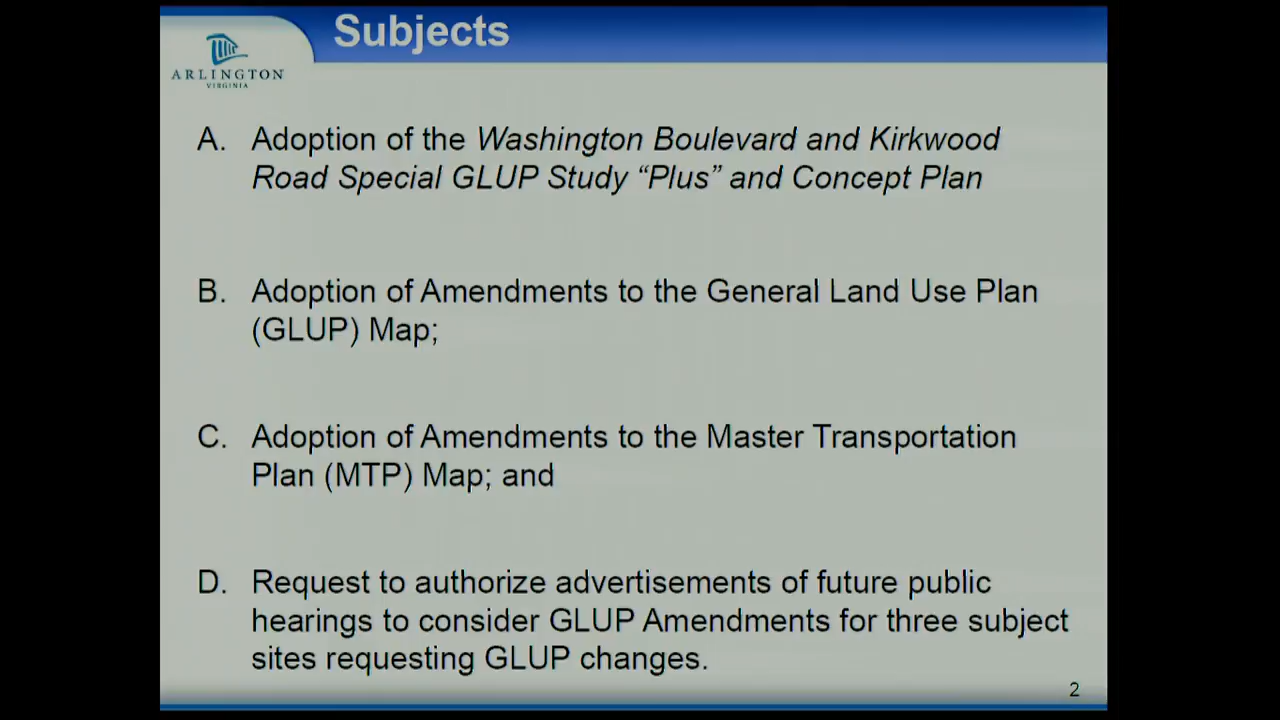 Subjects
ARLINGTON
VIRGINIA
A. Adoption of the Washington Boulevard and Kirkwood
Road Special GLUP Study “Plus” and Concept Plan
B. Adoption of Amendments to the General Land Use Plan
(GLUP) Map;
C. Adoption of Amendments to the Master Transportation
Plan (MTP) Map; and
D. Request to authorize advertisements of future public
hearings to consider GLUP Amendments for three subject
sites requesting GLUP changes.
2